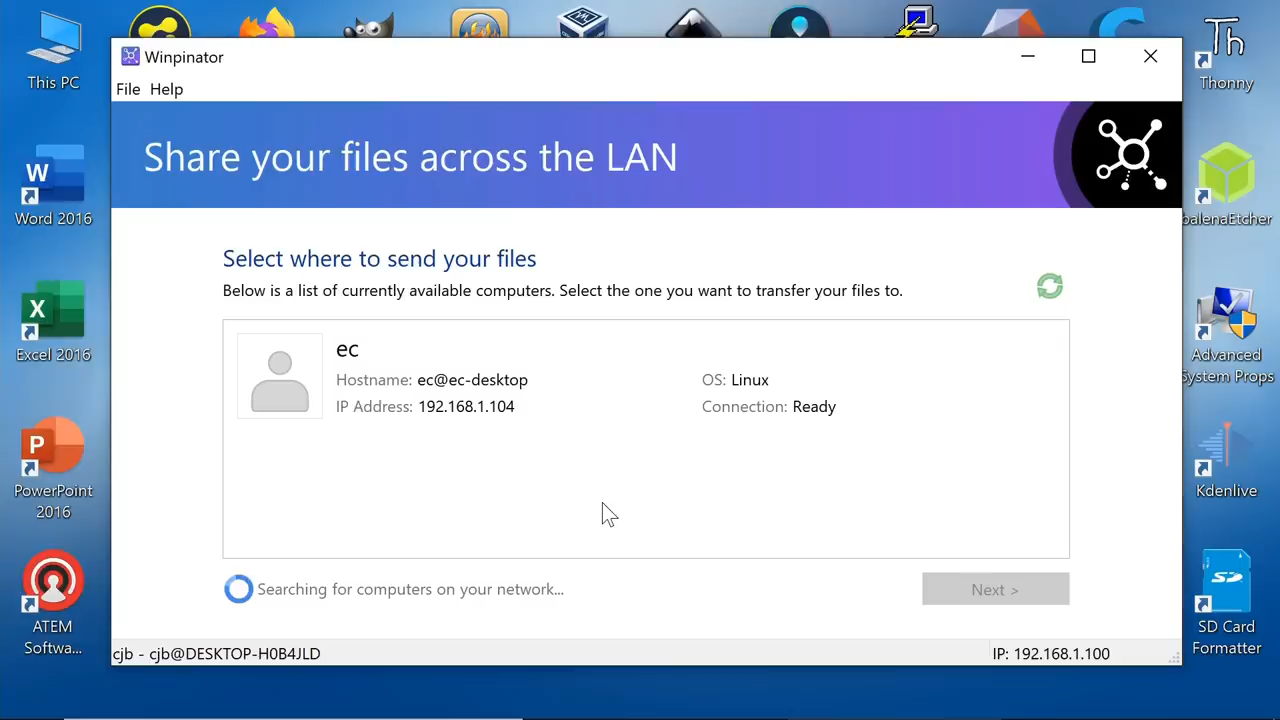 Winpinator
File Help
Share your files across the LAN
Select where to send your files
Below is a list of currently available computers. Select the one you want to transfer your files to.
ec
Hostname: ec@ec-desktop
OS: Linux
IP Address: 192.168.1.104
Connection: Ready
Searching for computers on your network...
Next >
cjb - cjb@DESKTOP-H0B4JLD
IP: 192.168.1.100
This PC
W
Word 2016
X
Excel 2016
P
PowerPoint
2016
ATEM
Softwa...
Th
Thonny
balenaEtcher
Advanced
System Props
Kdenlive
SD
SD Card
Formatter